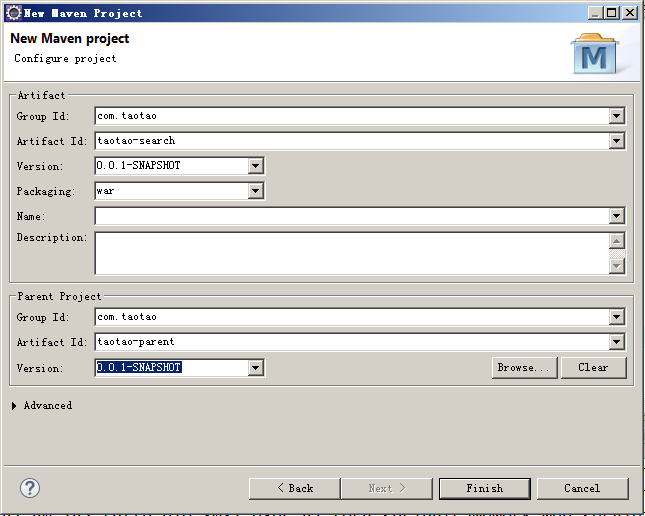 New Maven Project
New Maven project
Configure project
M
Artifact
Group Id: com.taotao
Artifact Id: taotao-search
Version: 0.0.1-SNAPSHOT
Packaging: war
Name:
Description:
Parent Project
Group Id: com.taotao
Artifact Id: taotao-parent
Version: 0.0.1-SNAPSHOT Browse... Clear
Advanced
? < Back Next > Finish Cancel